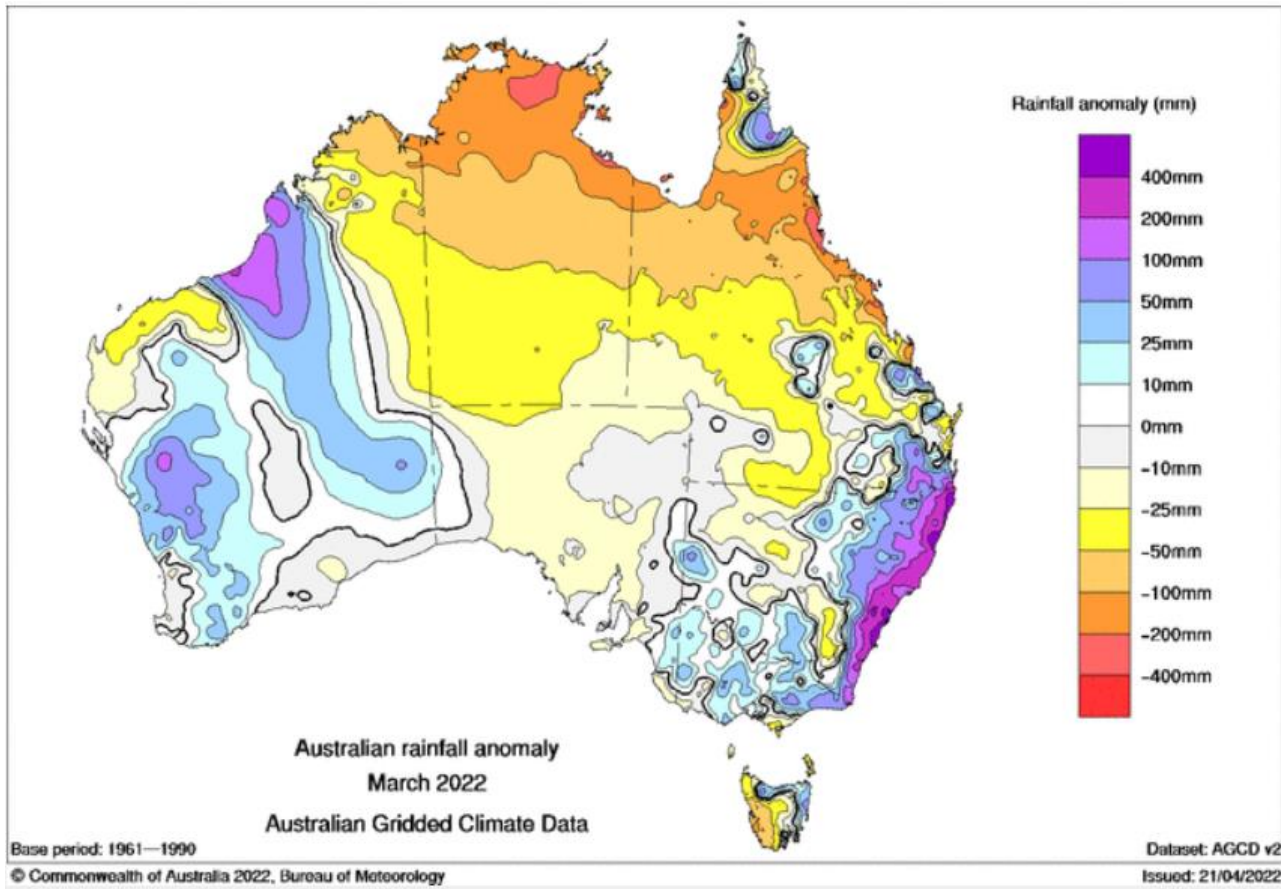 Rainfall anomaly (mm)
400mm
200mm
100mm
50mm
25mm
10mm
0mm
-10mm
-25mm
-50mm
-100mm
-200mm
-400mm
Australian rainfall anomaly
March 2022
Australian Gridded Climate Data
Base period: 1961—1990
Dataset: AGCD v2
© Commonwealth of Australia 2022, Bureau of Meteorology
Issued: 21/04/2022